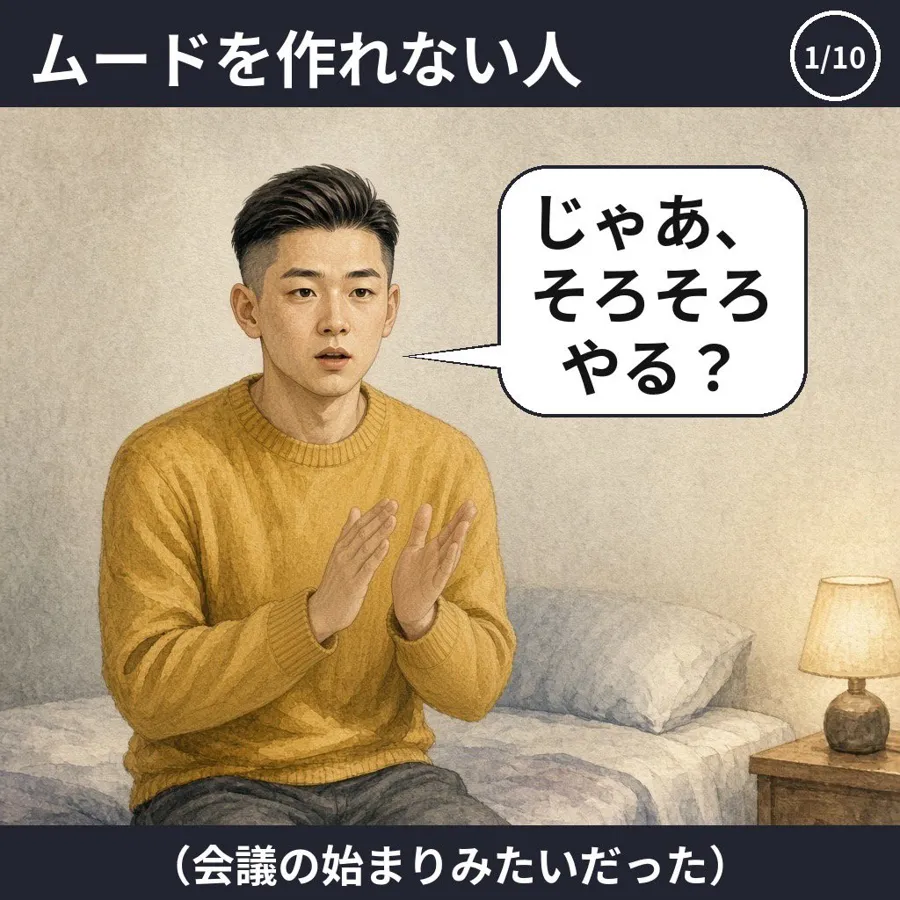 ムードを作れない人
1/10
じゃあ、
そろそろ
やる？
（会議の始まりみたいだった）